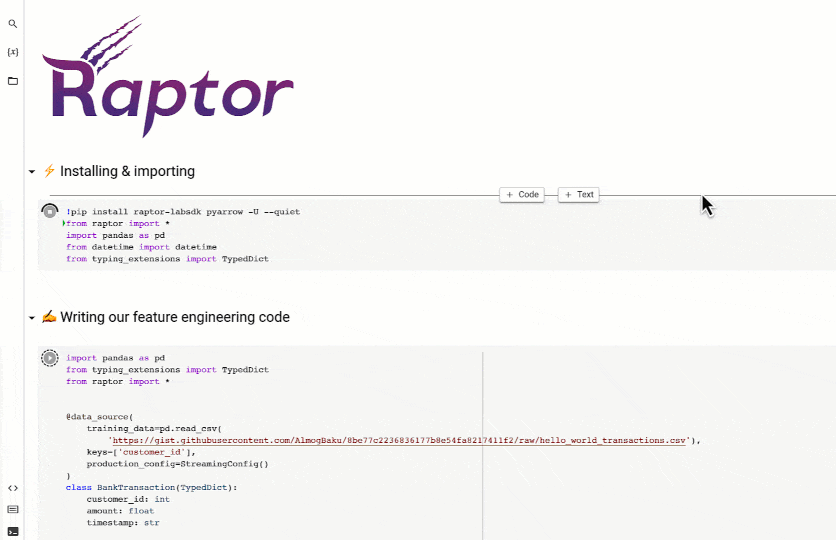 {x}
Raptor
⚡ Installing & importing
+ Code + Text
!pip install raptor-labsdk pyarrow -U --quiet
from raptor import *
import pandas as pd
from datetime import datetime
from typing_extensions import TypedDict
✍️ Writing our feature engineering code
import pandas as pd
from typing_extensions import TypedDict
from raptor import *
@data_source(
    training_data=pd.read_csv(
        'https://gist.githubusercontent.com/AlmogBaku/8be77c2236836177b8e54fa8217411f2/raw/hello_world_transactions.csv'),
    keys=['customer_id'],
    production_config=StreamingConfig()
)
class BankTransaction(TypedDict):
    customer_id: int
    amount: float
    timestamp: str